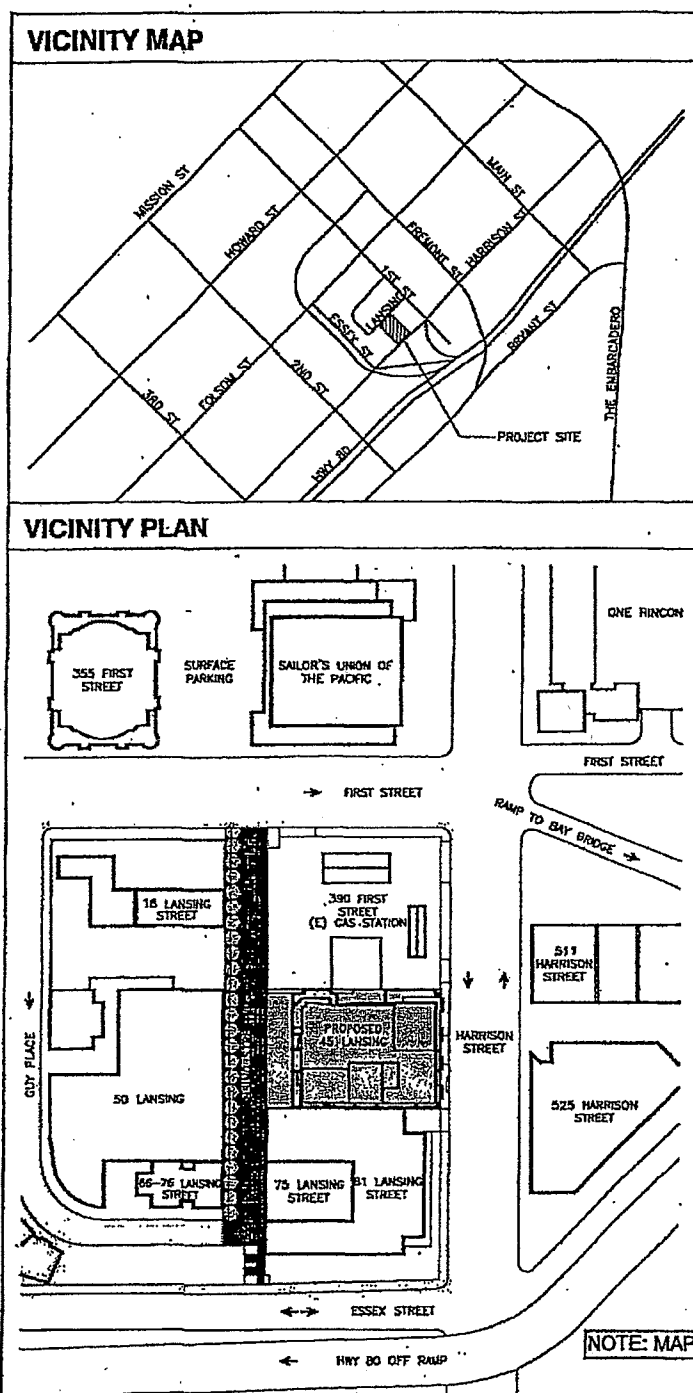 VICINITY MAP
MISSION ST
HOWARD ST
MAIN ST
FREMONT ST
HARRISON ST
1ST
LANSING ST
ESSEX ST
BRYANT ST
THE EMBARCADERO
2ND ST
FOLSOM ST
3RD ST
HWY 80
PROJECT SITE
VICINITY PLAN
355 FIRST
STREET
SURFACE
PARKING
SAILOR'S UNION OF
THE PACIFIC
ONE RINCON
FIRST STREET
FIRST STREET
RAMP TO BAY BRIDGE
16 LANSING
STREET
390 FIRST
STREET
(E) GAS STATION
511
HARRISON
STREET
GUY PLACE
PROPOSED
45 LANSING
HARRISON
STREET
50 LANSING
525 HARRISON
STREET
66-76 LANSING
STREET
75 LANSING
STREET
81 LANSING
STREET
ESSEX STREET
HWY 80 OFF RAMP
NOTE: MAP